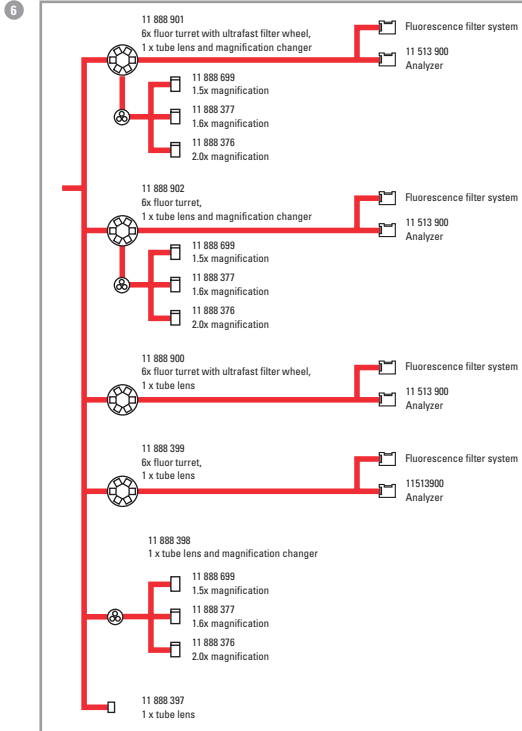 6
11 888 901
6x fluor turret with ultrafast filter wheel,
1 x tube lens and magnification changer
Fluorescence filter system
11 513 900
Analyzer
11 888 699
1.5x magnification
11 888 377
1.6x magnification
11 888 376
2.0x magnification
11 888 902
6x fluor turret,
1 x tube lens and magnification changer
Fluorescence filter system
11 513 900
Analyzer
11 888 699
1.5x magnification
11 888 377
1.6x magnification
11 888 376
2.0x magnification
11 888 900
6x fluor turret with ultrafast filter wheel,
1 x tube lens
Fluorescence filter system
11 513 900
Analyzer
11 888 399
6x fluor turret,
1 x tube lens
Fluorescence filter system
11513900
Analyzer
11 888 398
1 x tube lens and magnification changer
11 888 699
1.5x magnification
11 888 377
1.6x magnification
11 888 376
2.0x magnification
11 888 397
1 x tube lens